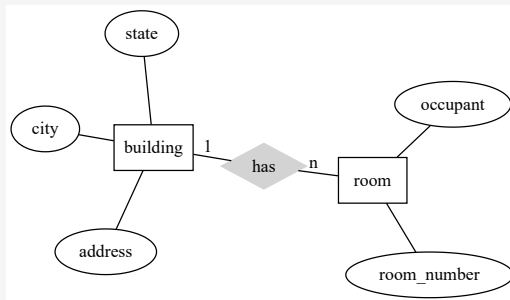 state
city
building
1
has
n
room
occupant
address
room_number